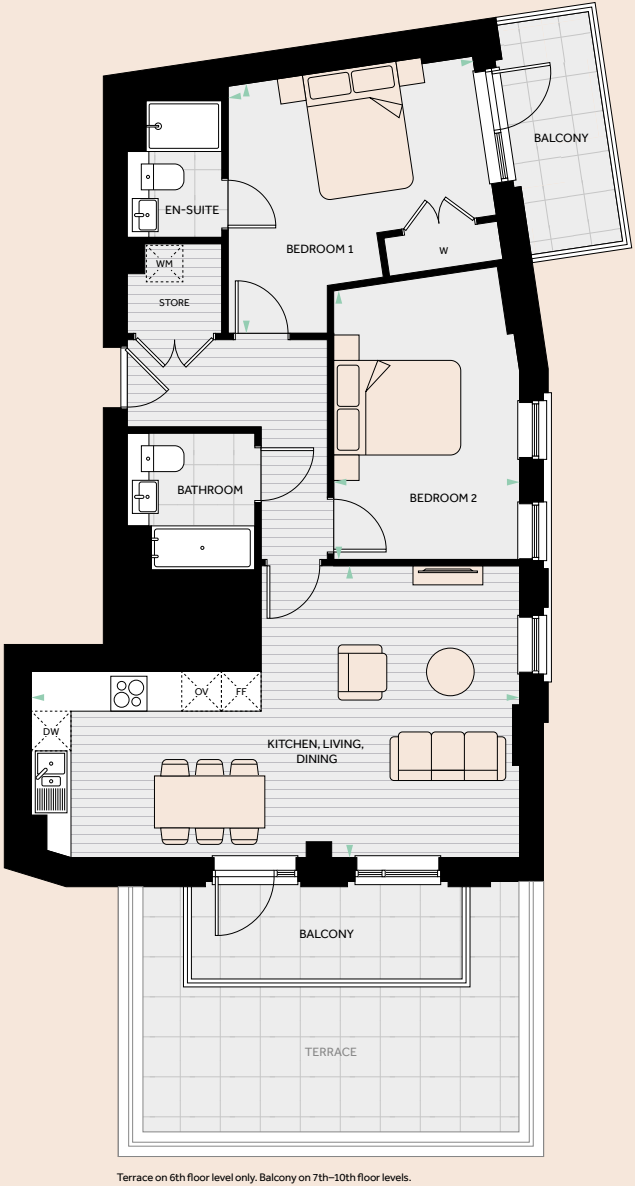 BALCONY
EN-SUITE
BEDROOM 1
W
WM
STORE
BATHROOM
BEDROOM 2
OV
FF
DW
KITCHEN, LIVING,
DINING
BALCONY
TERRACE
Terrace on 6th floor level only. Balcony on 7th–10th floor levels.